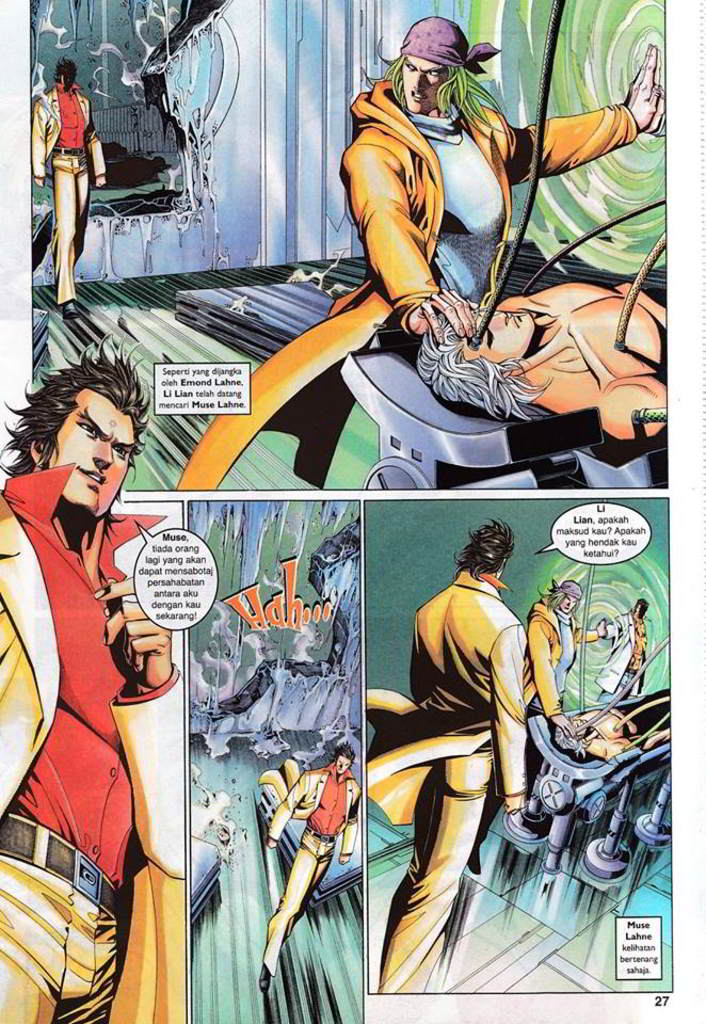 Seperti yang dijangka
oleh Emond Lahne,
Li Lian telah datang
mencari Muse Lahne.
Muse,
tiada orang
lagi yang akan
dapat mensabotaj
persahabatan
antara aku
dengan kau
sekarang!
Hah...
Li
Lian, apakah
maksud kau? Apakah
yang hendak kau
ketahui?
Muse
Lahne
kelihatan
bertenang
sahaja.
27